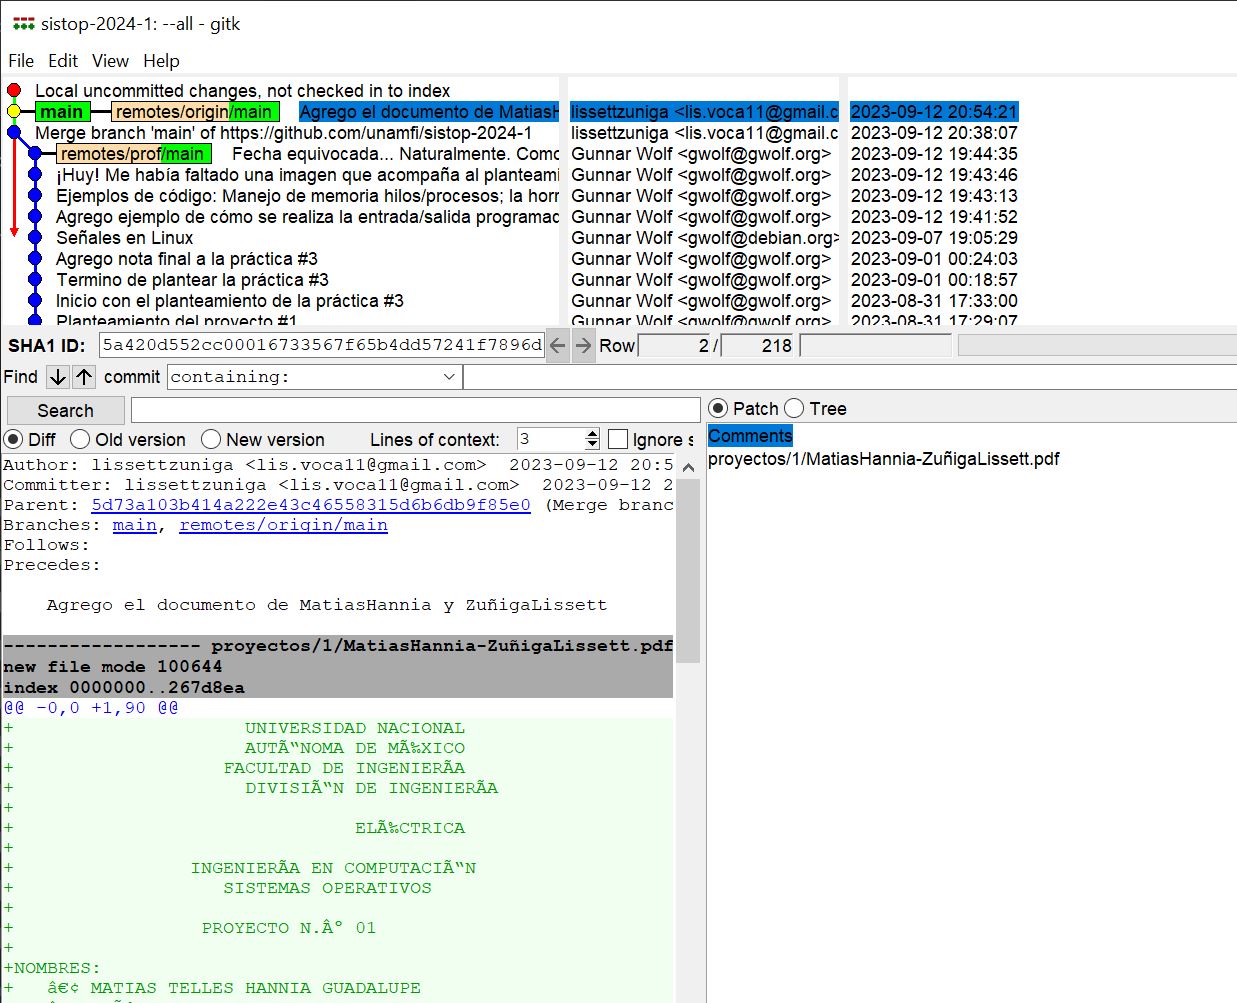 sistop-2024-1: --all - gitk
File Edit View Help
Local uncommitted changes, not checked in to index
main remotes/origin/main Agrego el documento de MatiasH lissettzuniga <lis.voca11@gmail.c 2023-09-12 20:54:21
Merge branch 'main' of https://github.com/unamfi/sistop-2024-1 lissettzuniga <lis.voca11@gmail.c 2023-09-12 20:38:07
remotes/prof/main Fecha equivocada... Naturalmente. Como Gunnar Wolf <gwolf@gwolf.org> 2023-09-12 19:44:35
¡Huy! Me había faltado una imagen que acompaña al planteami Gunnar Wolf <gwolf@gwolf.org> 2023-09-12 19:43:46
Ejemplos de código: Manejo de memoria hilos/procesos; la horr Gunnar Wolf <gwolf@gwolf.org> 2023-09-12 19:43:13
Agrego ejemplo de cómo se realiza la entrada/salida programad Gunnar Wolf <gwolf@gwolf.org> 2023-09-12 19:41:52
Señales en Linux Gunnar Wolf <gwolf@debian.org> 2023-09-07 19:05:29
Agrego nota final a la práctica #3 Gunnar Wolf <gwolf@gwolf.org> 2023-09-01 00:24:03
Termino de plantear la práctica #3 Gunnar Wolf <gwolf@gwolf.org> 2023-09-01 00:18:57
Inicio con el planteamiento de la práctica #3 Gunnar Wolf <gwolf@gwolf.org> 2023-08-31 17:33:00
Planteamiento del proyecto #1 Gunnar Wolf <gwolf@gwolf.org> 2023-08-31 17:29:07
SHA1 ID: 5a420d552cc00016733567f65b4dd57241f7896d Row 2 / 218
Find commit containing:
Search
Patch Tree
Diff Old version New version Lines of context: 3 Ignore s
Comments
proyectos/1/MatiasHannia-ZuñigaLissett.pdf
Author: lissettzuniga <lis.voca11@gmail.com> 2023-09-12 20:5
Committer: lissettzuniga <lis.voca11@gmail.com> 2023-09-12 2
Parent: 5d73a103b414a222e43c46558315d6b6db9f85e0 (Merge branc
Branches: main, remotes/origin/main
Follows:
Precedes:
Agrego el documento de MatiasHannia y ZuñigaLissett
------------------ proyectos/1/MatiasHannia-ZuñigaLissett.pdf
new file mode 100644
index 0000000..267d8ea
@@ -0,0 +1,90 @@
+ UNIVERSIDAD NACIONAL
+ AUTÃ“NOMA DE MÃ‰XICO
+ FACULTAD DE INGENIERÃA
+ DIVISIÃ“N DE INGENIERÃA
+
+ ELÃ‰CTRICA
+
+ INGENIERÃA EN COMPUTACIÃ“N
+ SISTEMAS OPERATIVOS
+
+ PROYECTO N.Âº 01
+
+NOMBRES:
+ â€¢ MATIAS TELLES HANNIA GUADALUPE